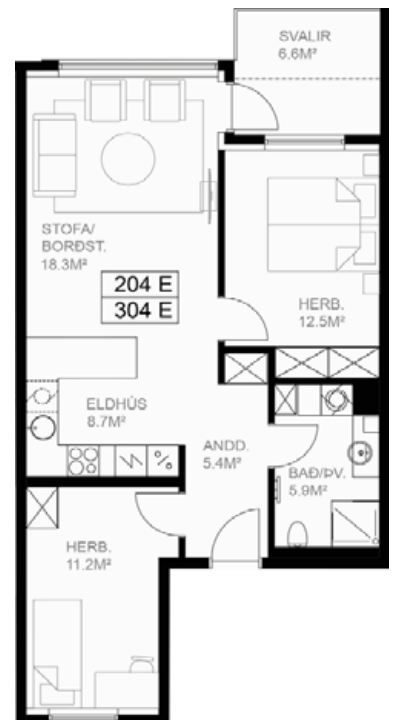 SVALIR
6.6M²
STOFA/
BORÐST.
18.3M²
204 E
304 E
HERB.
12.5M²
ELDHÚS
8.7M²
ANDD.
5.4M²
BAÐ/ÞV.
5.9M²
HERB.
11.2M²